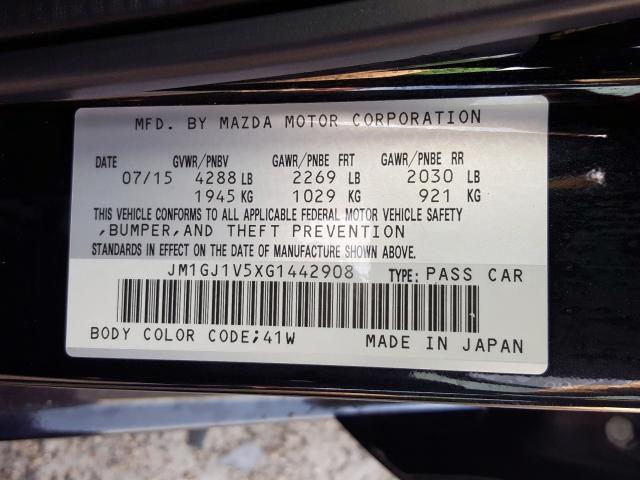 MFD. BY MAZDA MOTOR CORPORATION
DATE GVWR/PNBV GAWR/PNBE FRT GAWR/PNBE RR
07/15 4288 LB 2269 LB 2030 LB
1945 KG 1029 KG 921 KG
THIS VEHICLE CONFORMS TO ALL APPLICABLE FEDERAL MOTOR VEHICLE SAFETY
,BUMPER,AND THEFT PREVENTION
STANDARDS IN EFFECT ON THE DATE OF MANUFACTURE SHOWN ABOVE.
JM1GJ1V5XG1442908 TYPE: PASS CAR
BODY COLOR CODE;41W MADE IN JAPAN